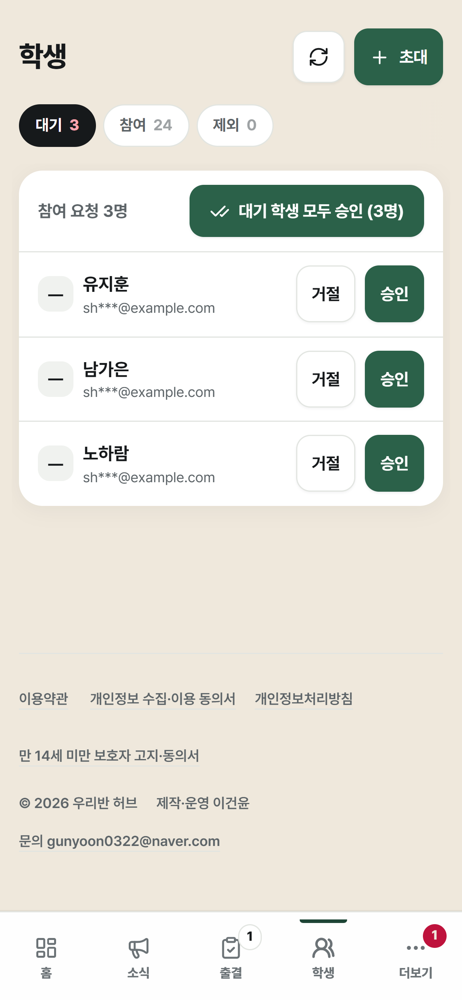 학생
초대
대기 3
참여 24
제외 0
참여 요청 3명
대기 학생 모두 승인 (3명)
—
유지훈
sh***@example.com
거절
승인
—
남가은
sh***@example.com
거절
승인
—
노하람
sh***@example.com
거절
승인
이용약관
개인정보 수집·이용 동의서
개인정보처리방침
만 14세 미만 보호자 고지·동의서
© 2026 우리반 허브
제작·운영 이건윤
문의 gunyoon0322@naver.com
홈
소식
1
출결
학생
1
더보기